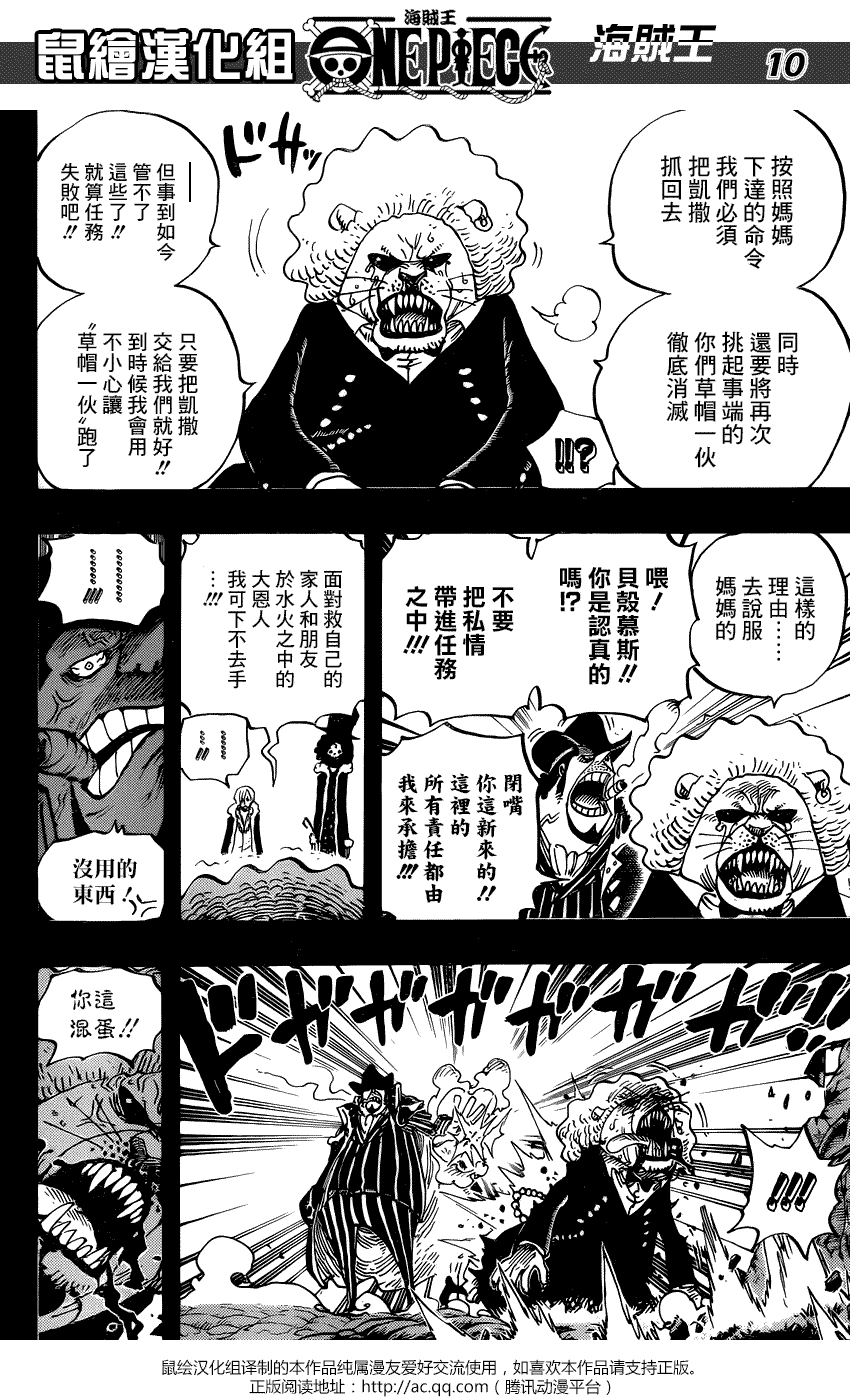 鼠繪漢化組
海賊王
ONE PIECE
海賊王
10
按照媽媽
下達的命令
我們必須
把凱撒
抓回去
同時
還要將再次
挑起事端的
你們草帽一伙
徹底消滅
!!?
ドサッ
但事到如今
管不了
這些了!!
就算任務
失敗吧!!
只要把凱撒
交給我們就好!!
到時候我會用
不小心讓
〝草帽一伙〞跑了
這樣的
理由……
去說服
媽媽的
喂！
貝殼慕斯!!
你是認真的
嗎!?
不要
把私情
帶進任務
之中!!!
閉嘴
你這新來的!!
這裡的
所有責任都由
我來承擔!!!
面對救自己的
家人和朋友
於水火之中的
大恩人
我可下不去手
…!!!
………!!!
………
………!!!
沒用的
東西！
!!!!
ドガガガガガン!!!
你這
混蛋!!
鼠绘汉化组译制的本作品纯属漫友爱好交流使用，如喜欢本作品请支持正版。
正版阅读地址：http://ac.qq.com（腾讯动漫平台）